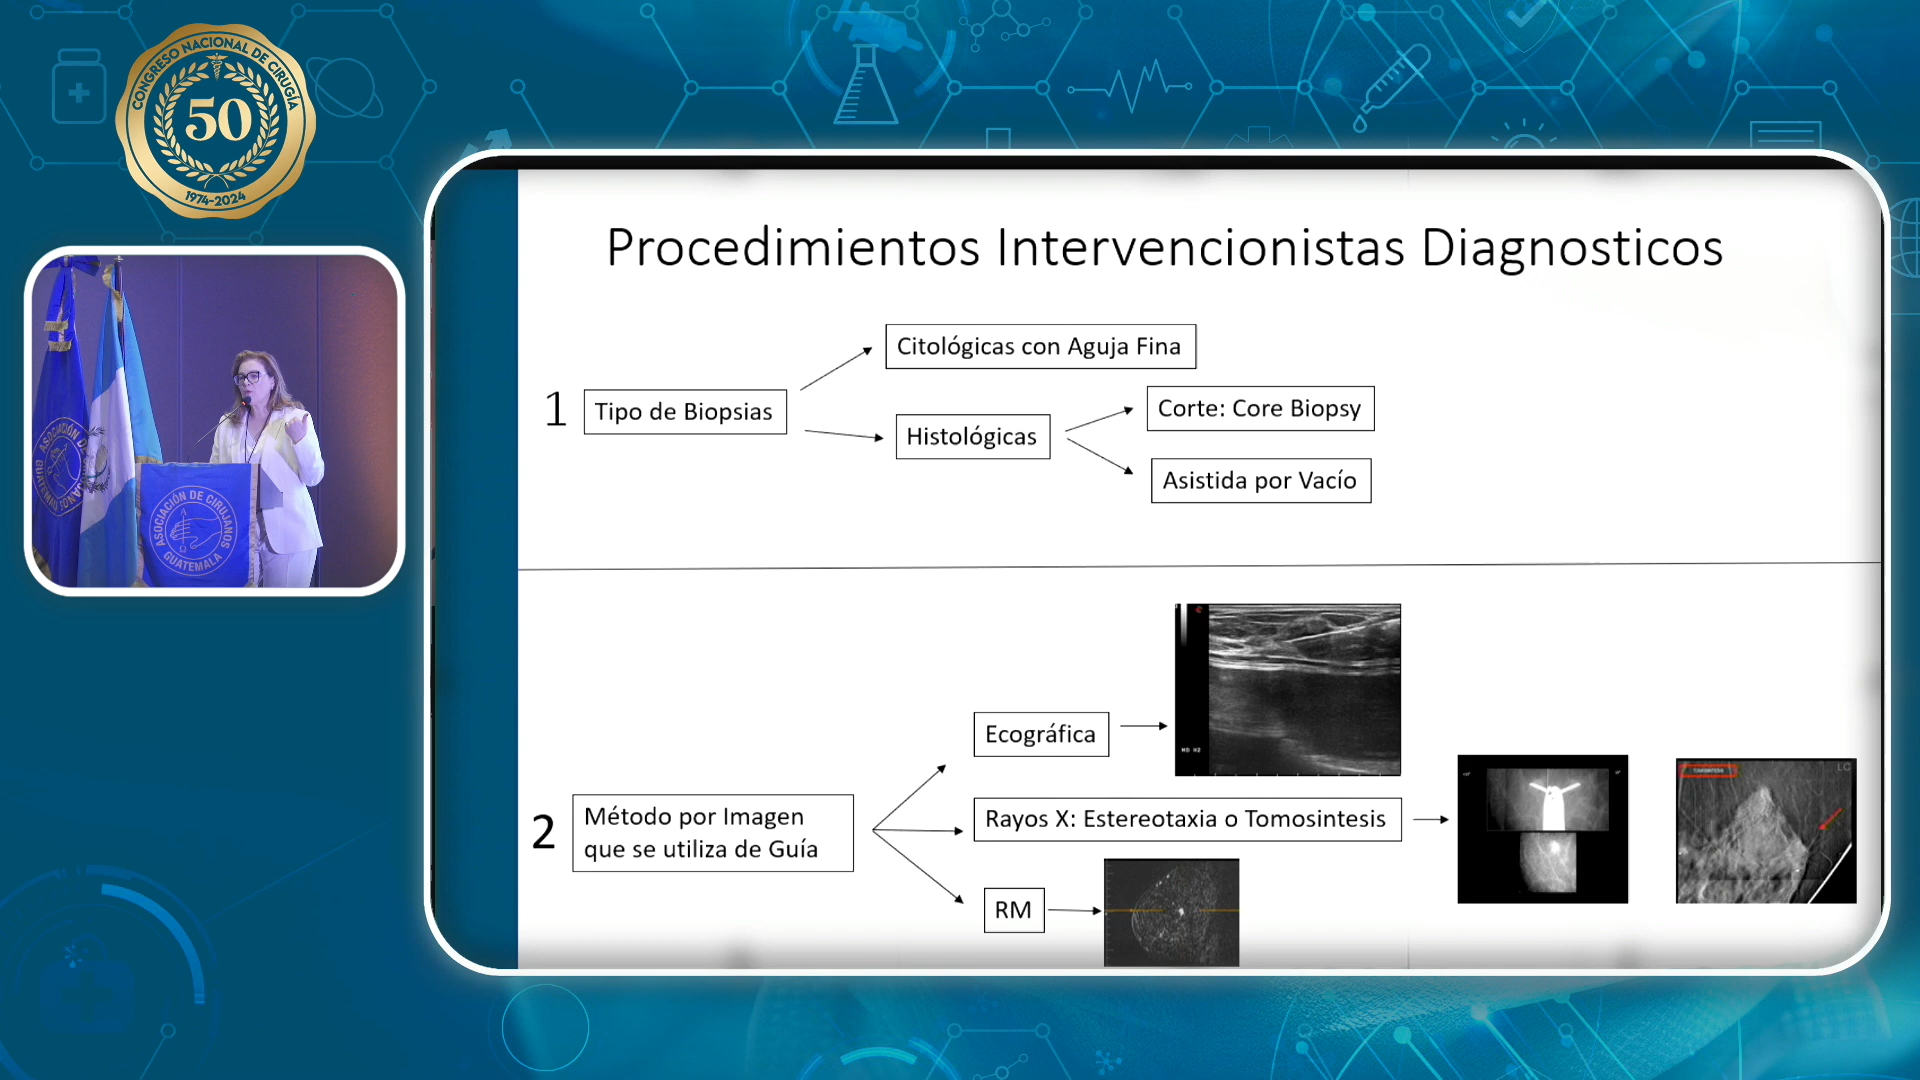 CONGRESO NACIONAL DE CIRUGÍA
50
1974-2024
Procedimientos Intervencionistas Diagnosticos
1
Tipo de Biopsias
Citológicas con Aguja Fina
Histológicas
Corte: Core Biopsy
Asistida por Vacío
2
Método por Imagen
que se utiliza de Guía
Ecográfica
Rayos X: Estereotaxia o Tomosintesis
RM
LC
ASOCIACIÓN DE CIRUJANOS
GUATEMALA